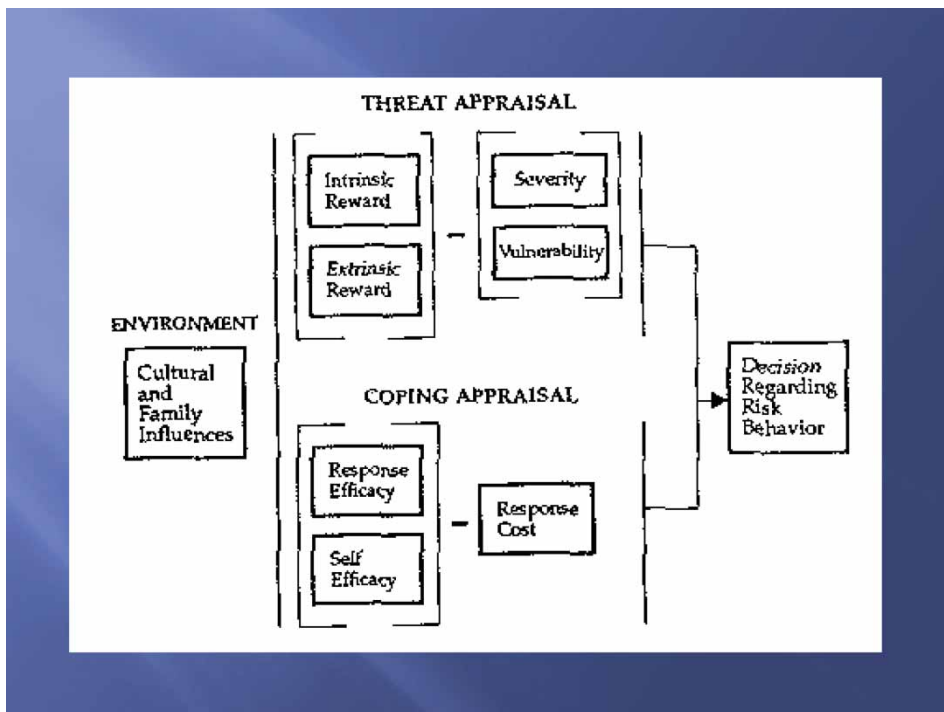 THREAT APPRAISAL
Intrinsic
Reward
Extrinsic
Reward
Severity
Vulnerability
ENVIRONMENT
Cultural
and
Family
Influences
COPING APPRAISAL
Response
Efficacy
Self
Efficacy
Response
Cost
Decision
Regarding
Risk
Behavior